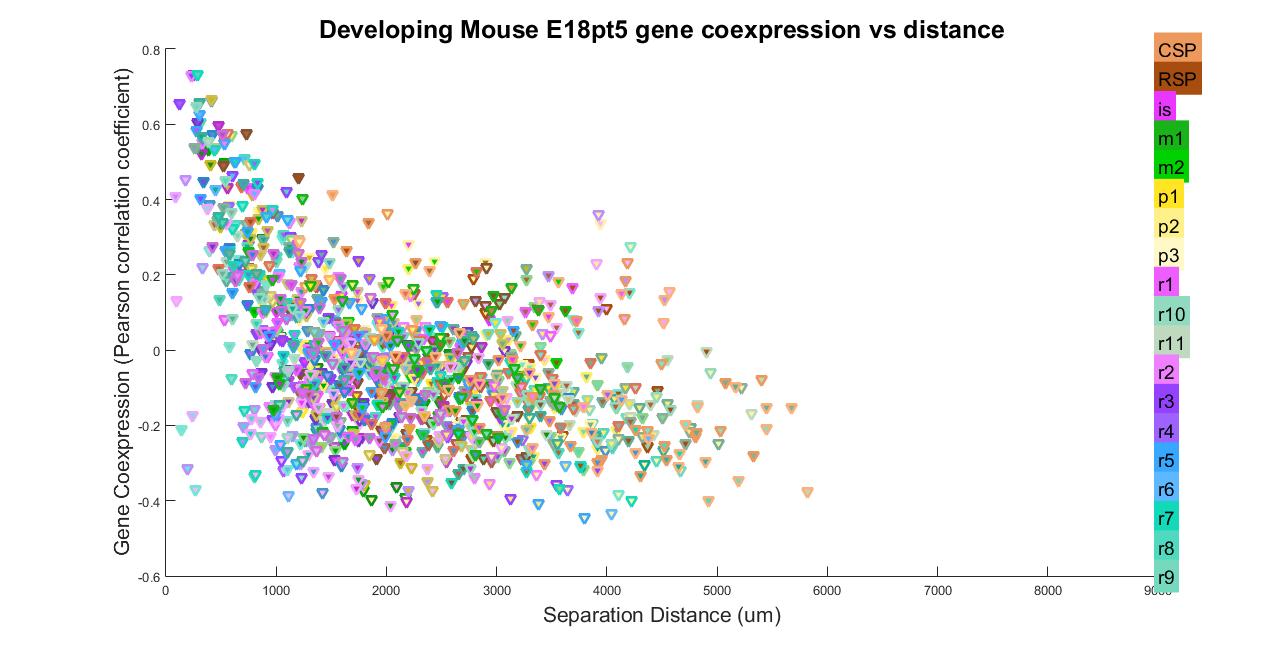 Developing Mouse E18pt5 gene coexpression vs distance
Gene Coexpression (Pearson correlation coefficient)
0.8
0.6
0.4
0.2
0
-0.2
-0.4
-0.6
0 1000 2000 3000 4000 5000 6000 7000 8000 9000
Separation Distance (um)
CSP
RSP
is
m1
m2
p1
p2
p3
r1
r10
r11
r2
r3
r4
r5
r6
r7
r8
r9